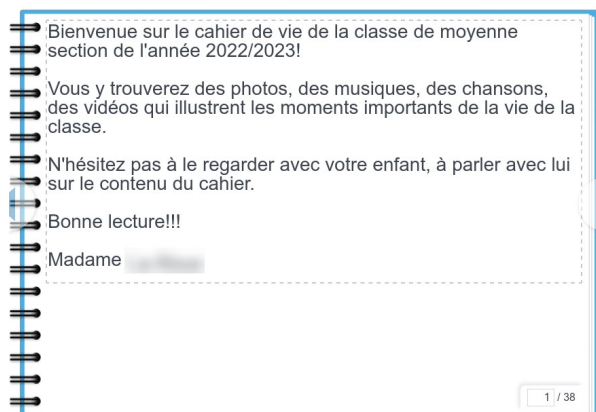 Bienvenue sur le cahier de vie de la classe de moyenne
section de l'année 2022/2023!
Vous y trouverez des photos, des musiques, des chansons,
des vidéos qui illustrent les moments importants de la vie de la
classe.
N'hésitez pas à le regarder avec votre enfant, à parler avec lui
sur le contenu du cahier.
Bonne lecture!!!
Madame
1 / 38